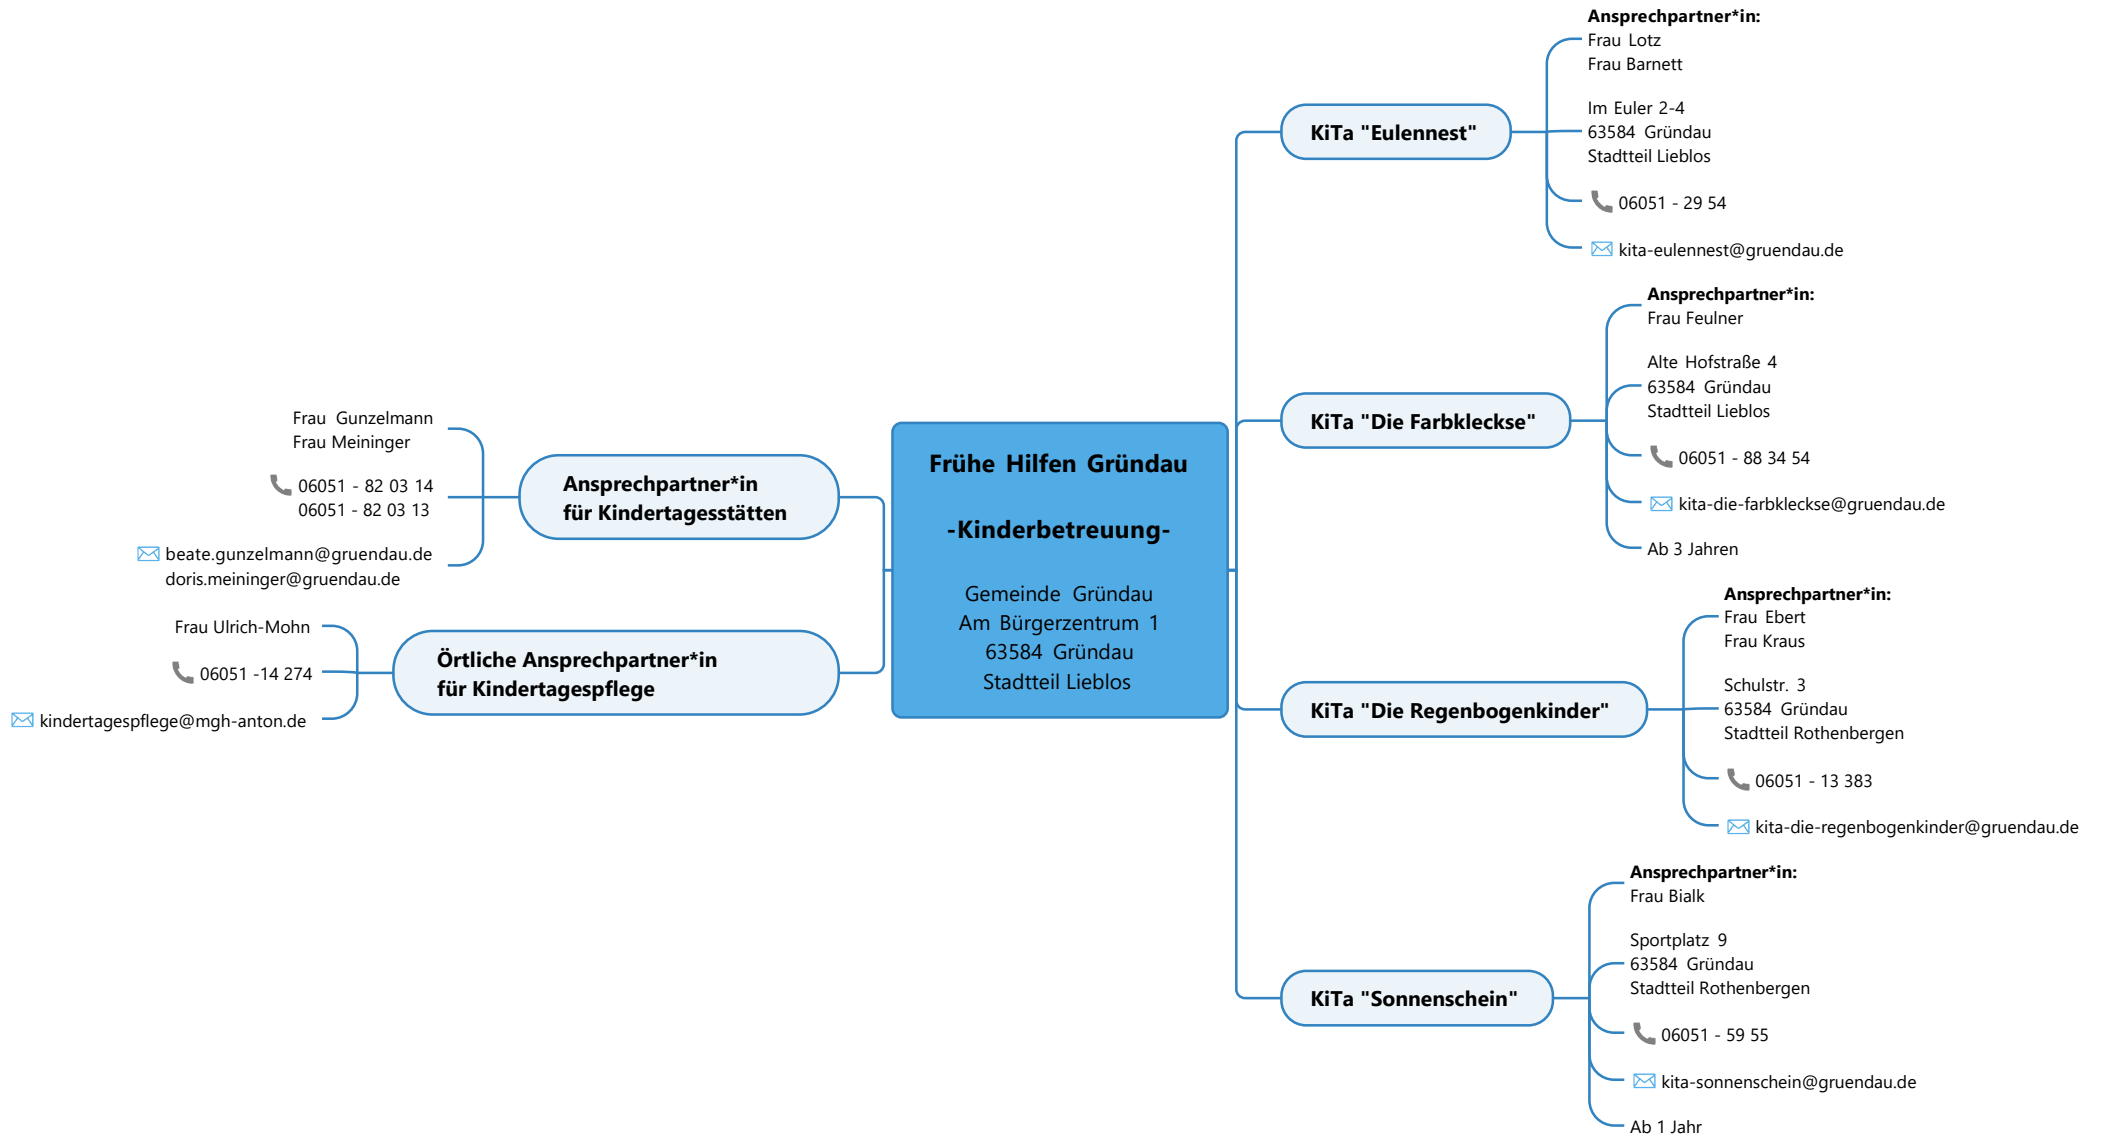 Frühe Hilfen Gründau
-Kinderbetreuung-
Gemeinde Gründau
Am Bürgerzentrum 1
63584 Gründau
Stadtteil Lieblos
Ansprechpartner*in
für Kindertagesstätten
Frau Gunzelmann
Frau Meininger
06051 - 82 03 14
06051 - 82 03 13
beate.gunzelmann@gruendau.de
doris.meininger@gruendau.de
Örtliche Ansprechpartner*in
für Kindertagespflege
Frau Ulrich-Mohn
06051 -14 274
kindertagespflege@mgh-anton.de
KiTa "Eulennest"
Ansprechpartner*in:
Frau Lotz
Frau Barnett
Im Euler 2-4
63584 Gründau
Stadtteil Lieblos
06051 - 29 54
kita-eulennest@gruendau.de
KiTa "Die Farbkleckse"
Ansprechpartner*in:
Frau Feulner
Alte Hofstraße 4
63584 Gründau
Stadtteil Lieblos
06051 - 88 34 54
kita-die-farbkleckse@gruendau.de
Ab 3 Jahren
KiTa "Die Regenbogenkinder"
Ansprechpartner*in:
Frau Ebert
Frau Kraus
Schulstr. 3
63584 Gründau
Stadtteil Rothenbergen
06051 - 13 383
kita-die-regenbogenkinder@gruendau.de
KiTa "Sonnenschein"
Ansprechpartner*in:
Frau Bialk
Sportplatz 9
63584 Gründau
Stadtteil Rothenbergen
06051 - 59 55
kita-sonnenschein@gruendau.de
Ab 1 Jahr